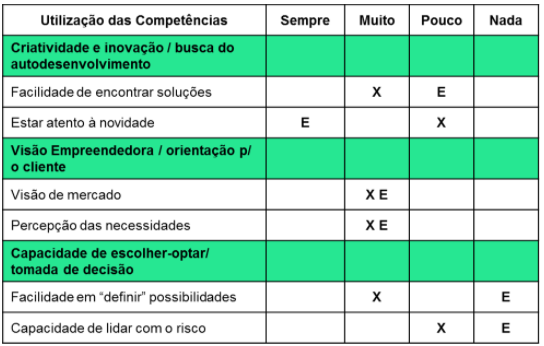 Utilização das Competências Sempre Muito Pouco Nada
Criatividade e inovação / busca do
autodesenvolvimento
Facilidade de encontrar soluções X E
Estar atento à novidade E X
Visão Empreendedora / orientação p/
o cliente
Visão de mercado X E
Percepção das necessidades X E
Capacidade de escolher-optar/
tomada de decisão
Facilidade em “definir” possibilidades X E
Capacidade de lidar com o risco X E